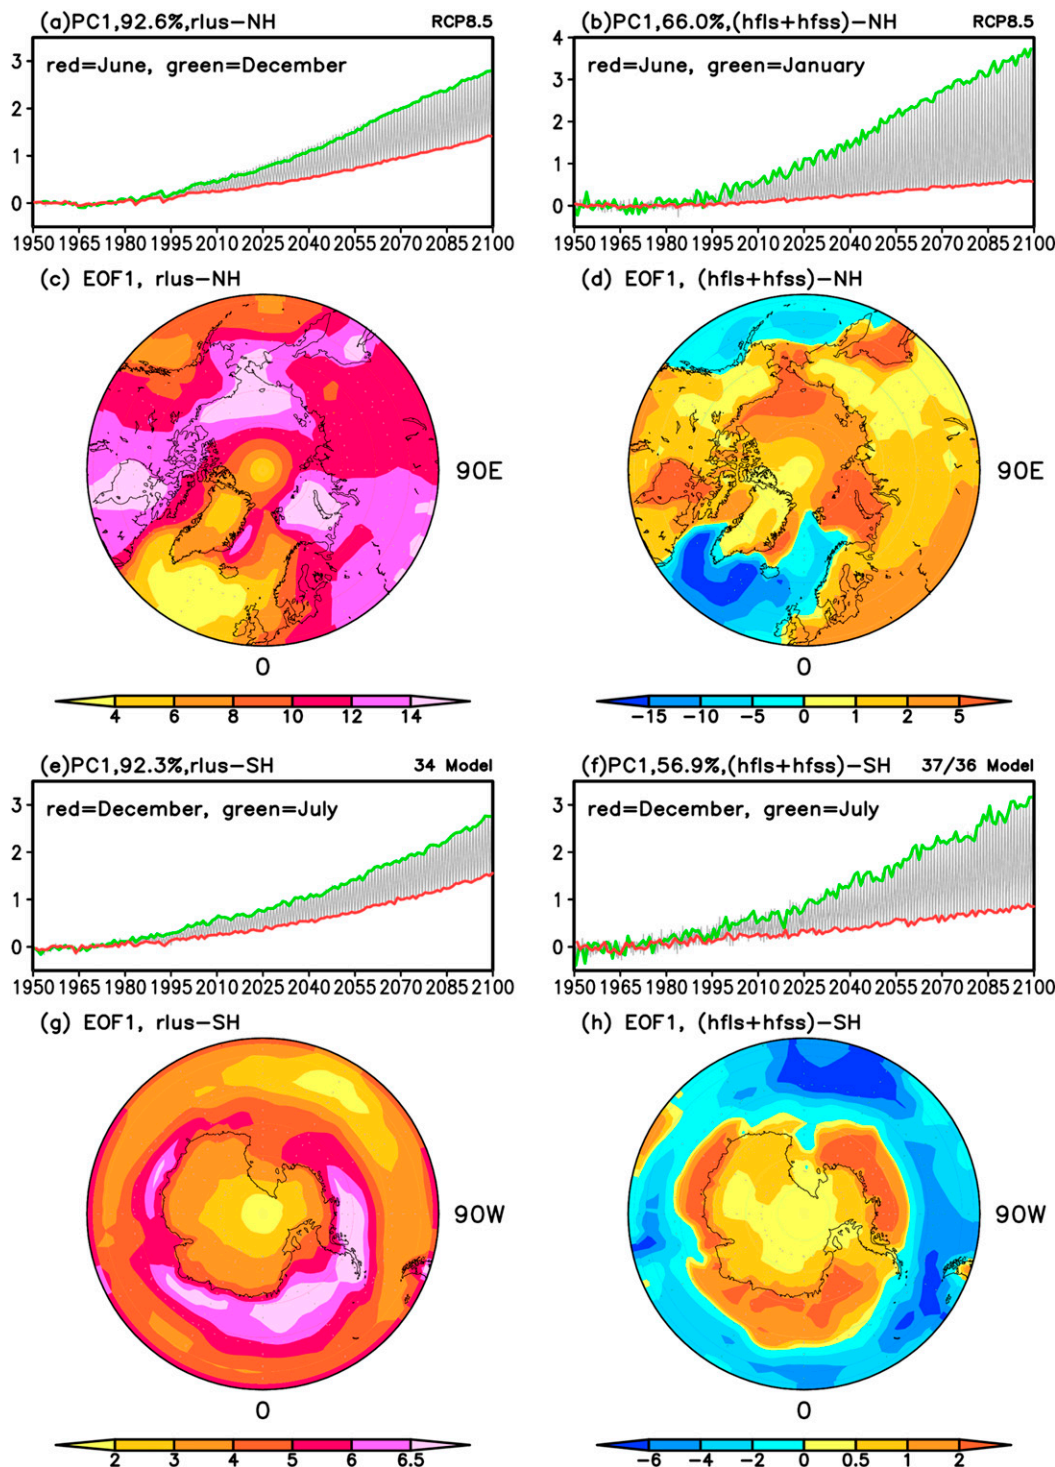 (a)PC1,92.6%,rlus−NH RCP8.5
3
2
1
0
red=June, green=December
1950 1965 1980 1995 2010 2025 2040 2055 2070 2085 2100
(b)PC1,66.0%,(hfls+hfss)−NH RCP8.5
4
3
2
1
0
red=June, green=January
1950 1965 1980 1995 2010 2025 2040 2055 2070 2085 2100
(c) EOF1, rlus−NH
90E
0
4 6 8 10 12 14
(d) EOF1, (hfls+hfss)−NH
90E
0
−15 −10 −5 0 1 2 5
(e)PC1,92.3%,rlus−SH 34 Model
3
2
1
0
red=December, green=July
1950 1965 1980 1995 2010 2025 2040 2055 2070 2085 2100
(f)PC1,56.9%,(hfls+hfss)−SH 37/36 Model
3
2
1
0
red=December, green=July
1950 1965 1980 1995 2010 2025 2040 2055 2070 2085 2100
(g) EOF1, rlus−SH
90W
0
2 3 4 5 6 6.5
(h) EOF1, (hfls+hfss)−SH
90W
0
−6 −4 −2 0 0.5 1 2